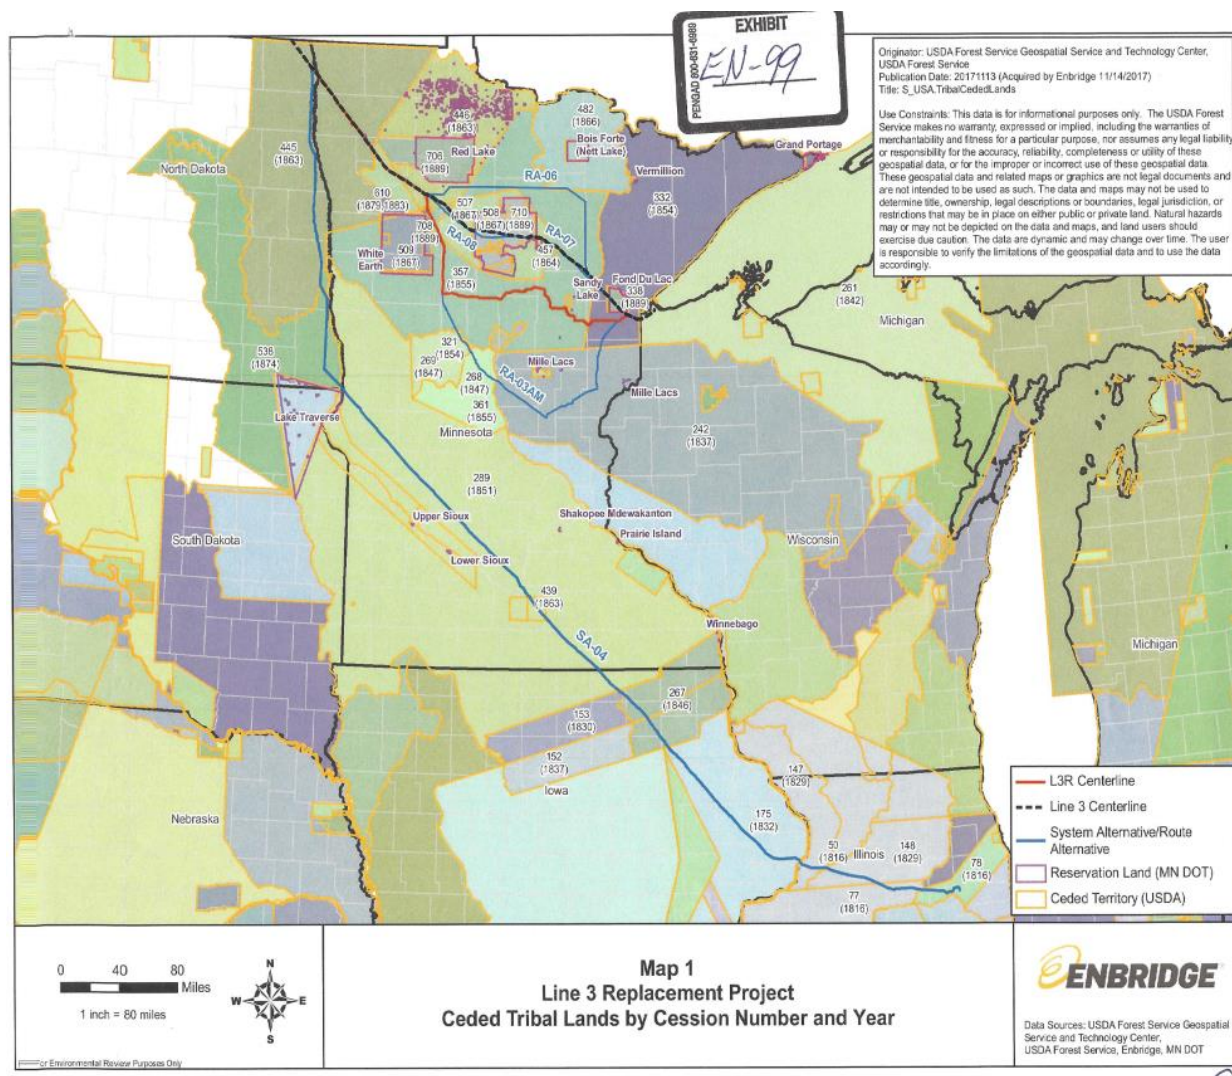 EXHIBIT
EN-99
PENGAD 800-631-6989
Originator: USDA Forest Service Geospatial Service and Technology Center,
USDA Forest Service
Publication Date: 20171113 (Acquired by Enbridge 11/14/2017)
Title: S_USA.TribalCededLands
Use Constraints: This data is for informational purposes only. The USDA Forest
Service makes no warranty, expressed or implied, including the warranties of
merchantability and fitness for a particular purpose, nor assumes any legal liability
or responsibility for the accuracy, reliability, completeness or utility of these
geospatial data, or for the improper or incorrect use of these geospatial data.
These geospatial data and related maps or graphics are not legal documents and
are not intended to be used as such. The data and maps may not be used to
determine title, ownership, legal descriptions or boundaries, legal jurisdiction, or
restrictions that may be in place on either public or private land. Natural hazards
may or may not be depicted on the data and maps, and land users should
exercise due caution. The data are dynamic and may change over time. The user
is responsible to verify the limitations of the geospatial data and to use the data
accordingly.
446
(1863)
482
(1866)
Bois Forte
(Nett Lake)
Grand Portage
445
(1863)
North Dakota
706
(1889)
Red Lake
RA-06
Vermillion
332
(1854)
610
(1879,1883)
507
(1867)
508
(1867)
710
(1889)
708
(1889)
RA-08
RA-07
White
Earth
509
(1867)
457
(1864)
357
(1855)
Sandy
Lake
Fond Du Lac
338
(1889)
261
(1842)
Michigan
538
(1874)
321
(1854)
269
(1847)
268
(1847)
RA-03AM
Mille Lacs
Mille Lacs
361
(1855)
Lake Traverse
Minnesota
242
(1837)
289
(1851)
Upper Sioux
Shakopee Mdewakanton
Prairie Island
South Dakota
Wisconsin
Lower Sioux
439
(1863)
Winnebago
SA-04
Michigan
267
(1846)
153
(1830)
152
(1837)
Iowa
147
(1829)
Nebraska
175
(1832)
50
(1816)
Illinois
148
(1829)
78
(1816)
77
(1816)
L3R Centerline
Line 3 Centerline
System Alternative/Route
Alternative
Reservation Land (MN DOT)
Ceded Territory (USDA)
0 40 80
Miles
1 inch = 80 miles
N
W E
S
For Environmental Review Purposes Only
Map 1
Line 3 Replacement Project
Ceded Tribal Lands by Cession Number and Year
ENBRIDGE
Data Sources: USDA Forest Service Geospatial
Service and Technology Center,
USDA Forest Service, Enbridge, MN DOT